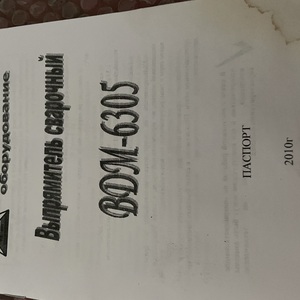 оборудование
Выпрямитель сварочный
ВДМ-6305
ПАСПОРТ
2010г